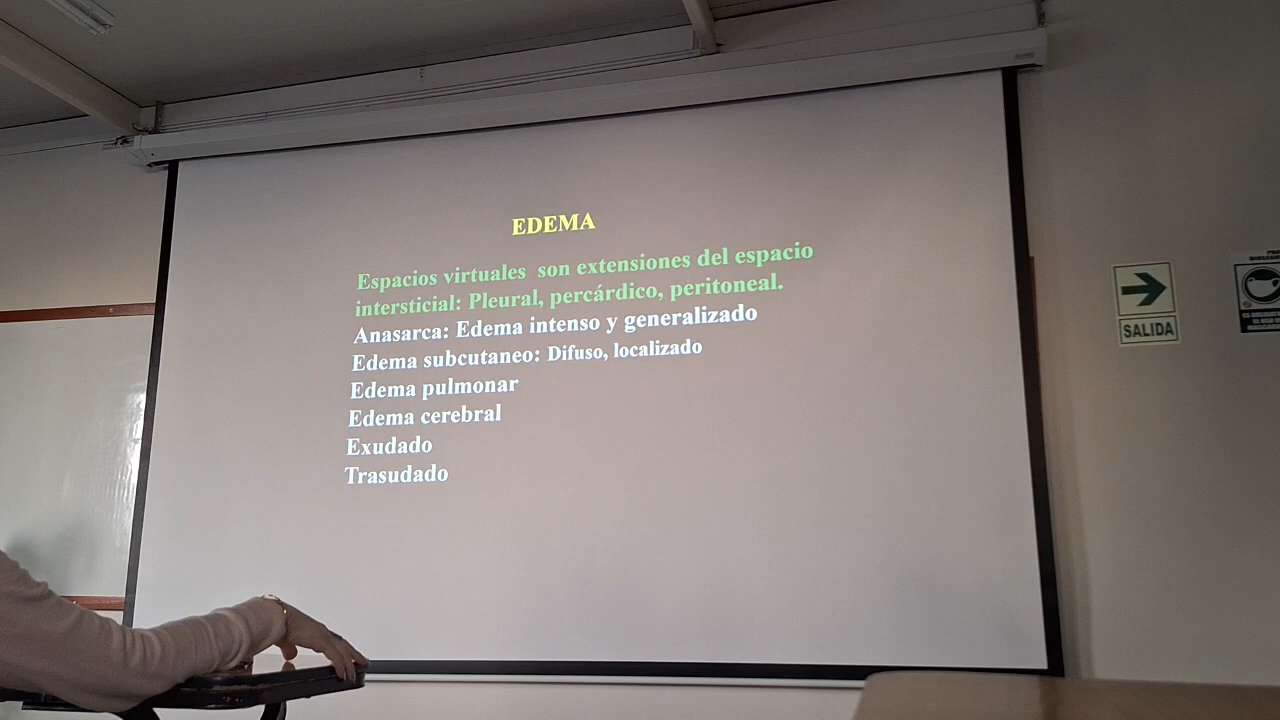 EDEMA
Espacios virtuales son extensiones del espacio
intersticial: Pleural, percárdico, peritoneal.
Anasarca: Edema intenso y generalizado
Edema subcutaneo: Difuso, localizado
Edema pulmonar
Edema cerebral
Exudado
Trasudado
SALIDA